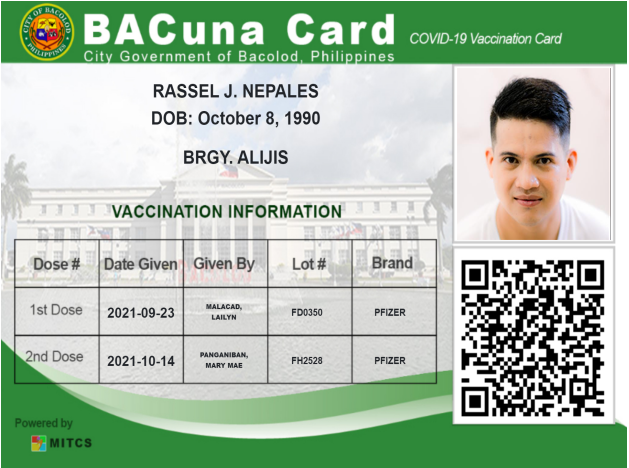 CITY OF BACOLOD
PHILIPPINES
BACuna Card
COVID-19 Vaccination Card
City Government of Bacolod, Philippines
RASSEL J. NEPALES
DOB: October 8, 1990
BRGY. ALIJIS
VACCINATION INFORMATION
Dose # Date Given Given By Lot # Brand
1st Dose 2021-09-23 MALACAD, LAILYN FD0350 PFIZER
2nd Dose 2021-10-14 PANGANIBAN, MARY MAE FH2528 PFIZER
Powered by
MITCS